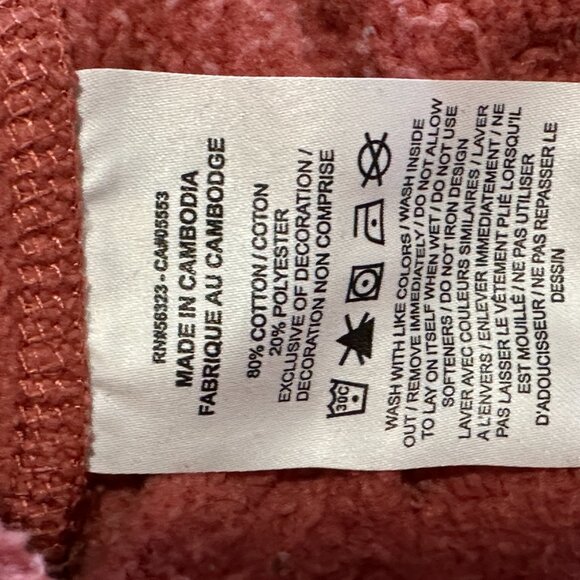 RN#56323 - CA#05553
MADE IN CAMBODIA
FABRIQUE AU CAMBODGE
80% COTTON / COTON
20% POLYESTER
EXCLUSIVE OF DECORATION /
DECORATION NON COMPRISE
30C
WASH WITH LIKE COLORS / WASH INSIDE
OUT / REMOVE IMMEDIATELY / DO NOT ALLOW
TO LAY ON ITSELF WHEN WET / DO NOT USE
SOFTENERS / DO NOT IRON DESIGN
LAVER AVEC COULEURS SIMILAIRES / LAVER
A L'ENVERS / ENLEVER IMMEDIATEMENT / NE
PAS LAISSER LE VÊTEMENT PLIÉ LORSQU'IL
EST MOUILLÉ / NE PAS UTILISER
D'ADOUCISSEUR / NE PAS REPASSER LE
DESSIN